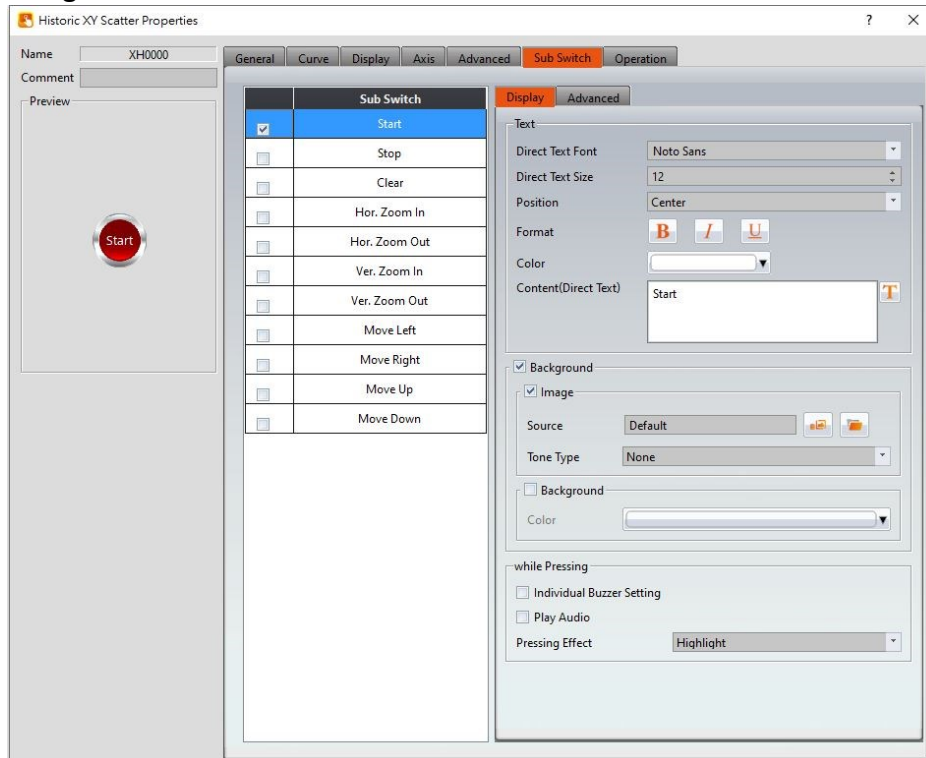 Historic XY Scatter Properties ? ×
Name XH0000
Comment
Preview
Start
General Curve Display Axis Advanced Sub Switch Operation
Sub Switch
Start
Stop
Clear
Hor. Zoom In
Hor. Zoom Out
Ver. Zoom In
Ver. Zoom Out
Move Left
Move Right
Move Up
Move Down
Display Advanced
Text
Direct Text Font Noto Sans
Direct Text Size 12
Position Center
Format B I U
Color
Content(Direct Text) Start T
Background
Image
Source Default
Tone Type None
Background
Color
while Pressing
Individual Buzzer Setting
Play Audio
Pressing Effect Highlight